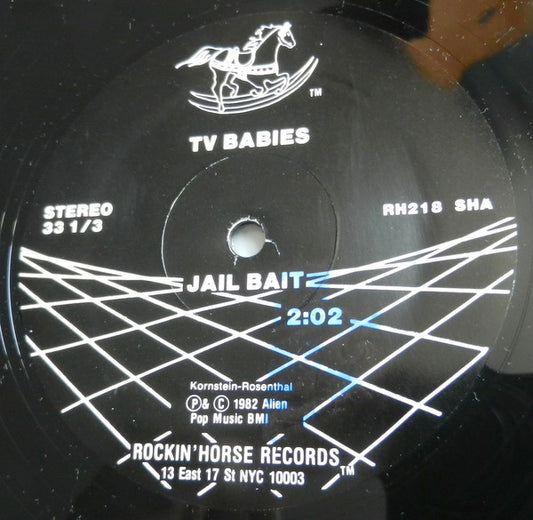 TM
TV BABIES
STEREO
33 1/3
RH218 SHA
JAIL BAIT
2:02
Kornstein-Rosenthal
Ⓟ& © 1982 Alien
Pop Music BMI
ROCKIN' HORSE RECORDS TM
13 East 17 St NYC 10003